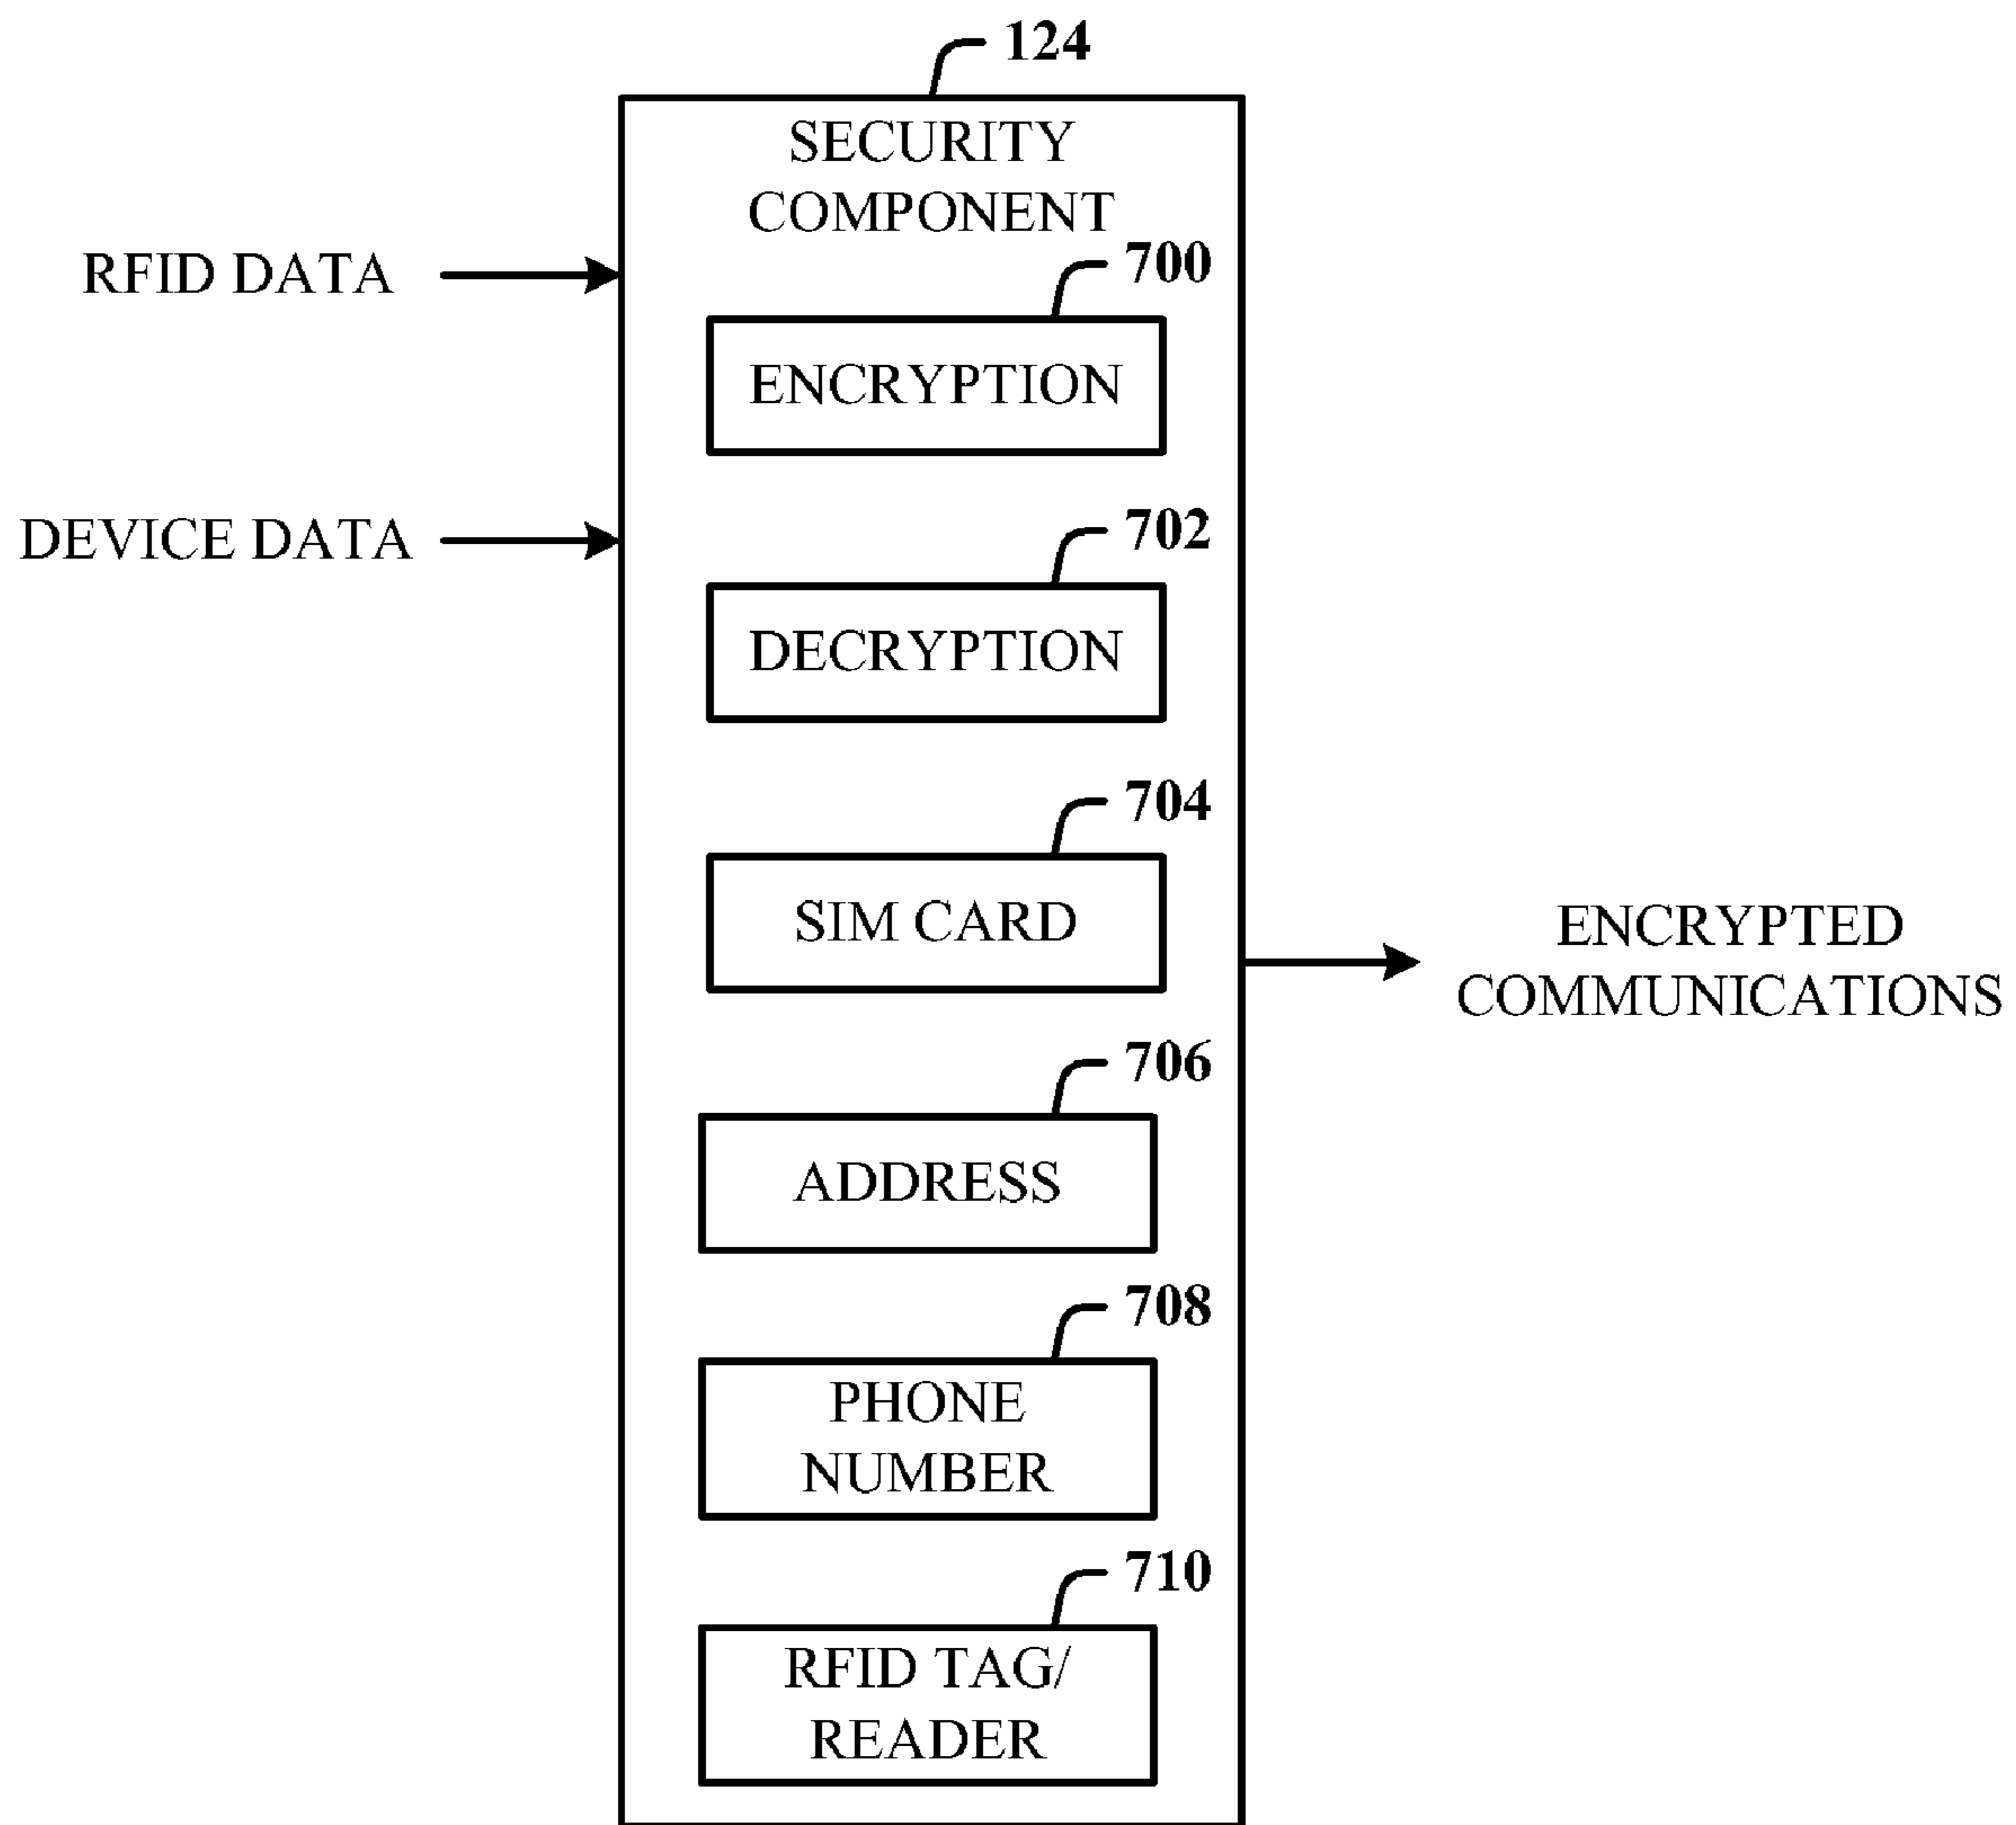 124
SECURITY
COMPONENT
RFID DATA
700
ENCRYPTION
DEVICE DATA
702
DECRYPTION
704
SIM CARD
ENCRYPTED
COMMUNICATIONS
706
ADDRESS
708
PHONE
NUMBER
710
RFID TAG/
READER